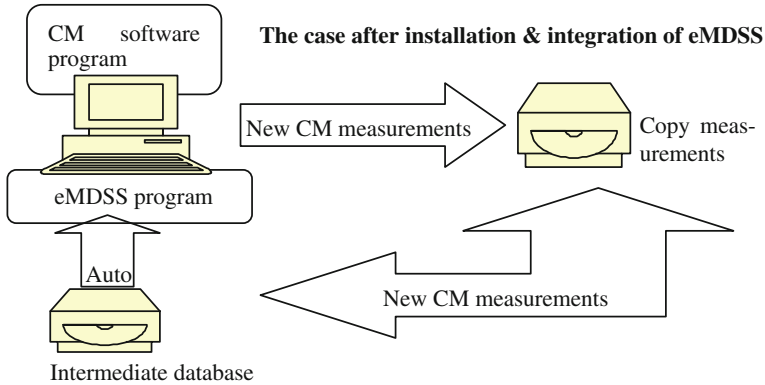 CM software
program
The case after installation & integration of eMDSS
New CM measurements
Copy meas-
urements
eMDSS program
Auto
New CM measurements
Intermediate database